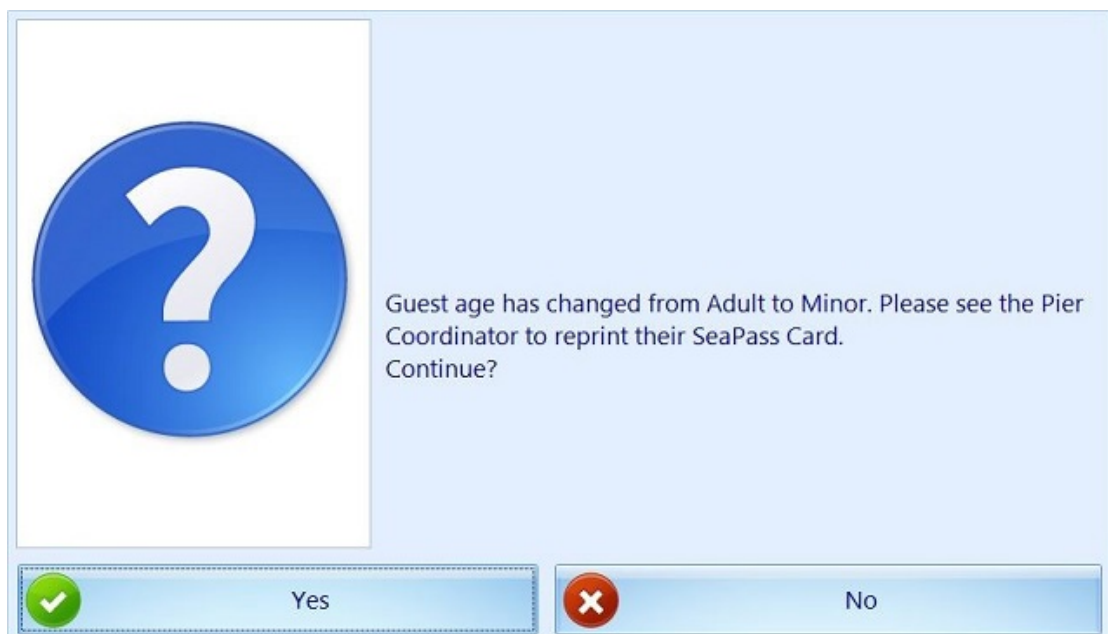 Guest age has changed from Adult to Minor. Please see the Pier
Coordinator to reprint their SeaPass Card.
Continue?
Yes
No